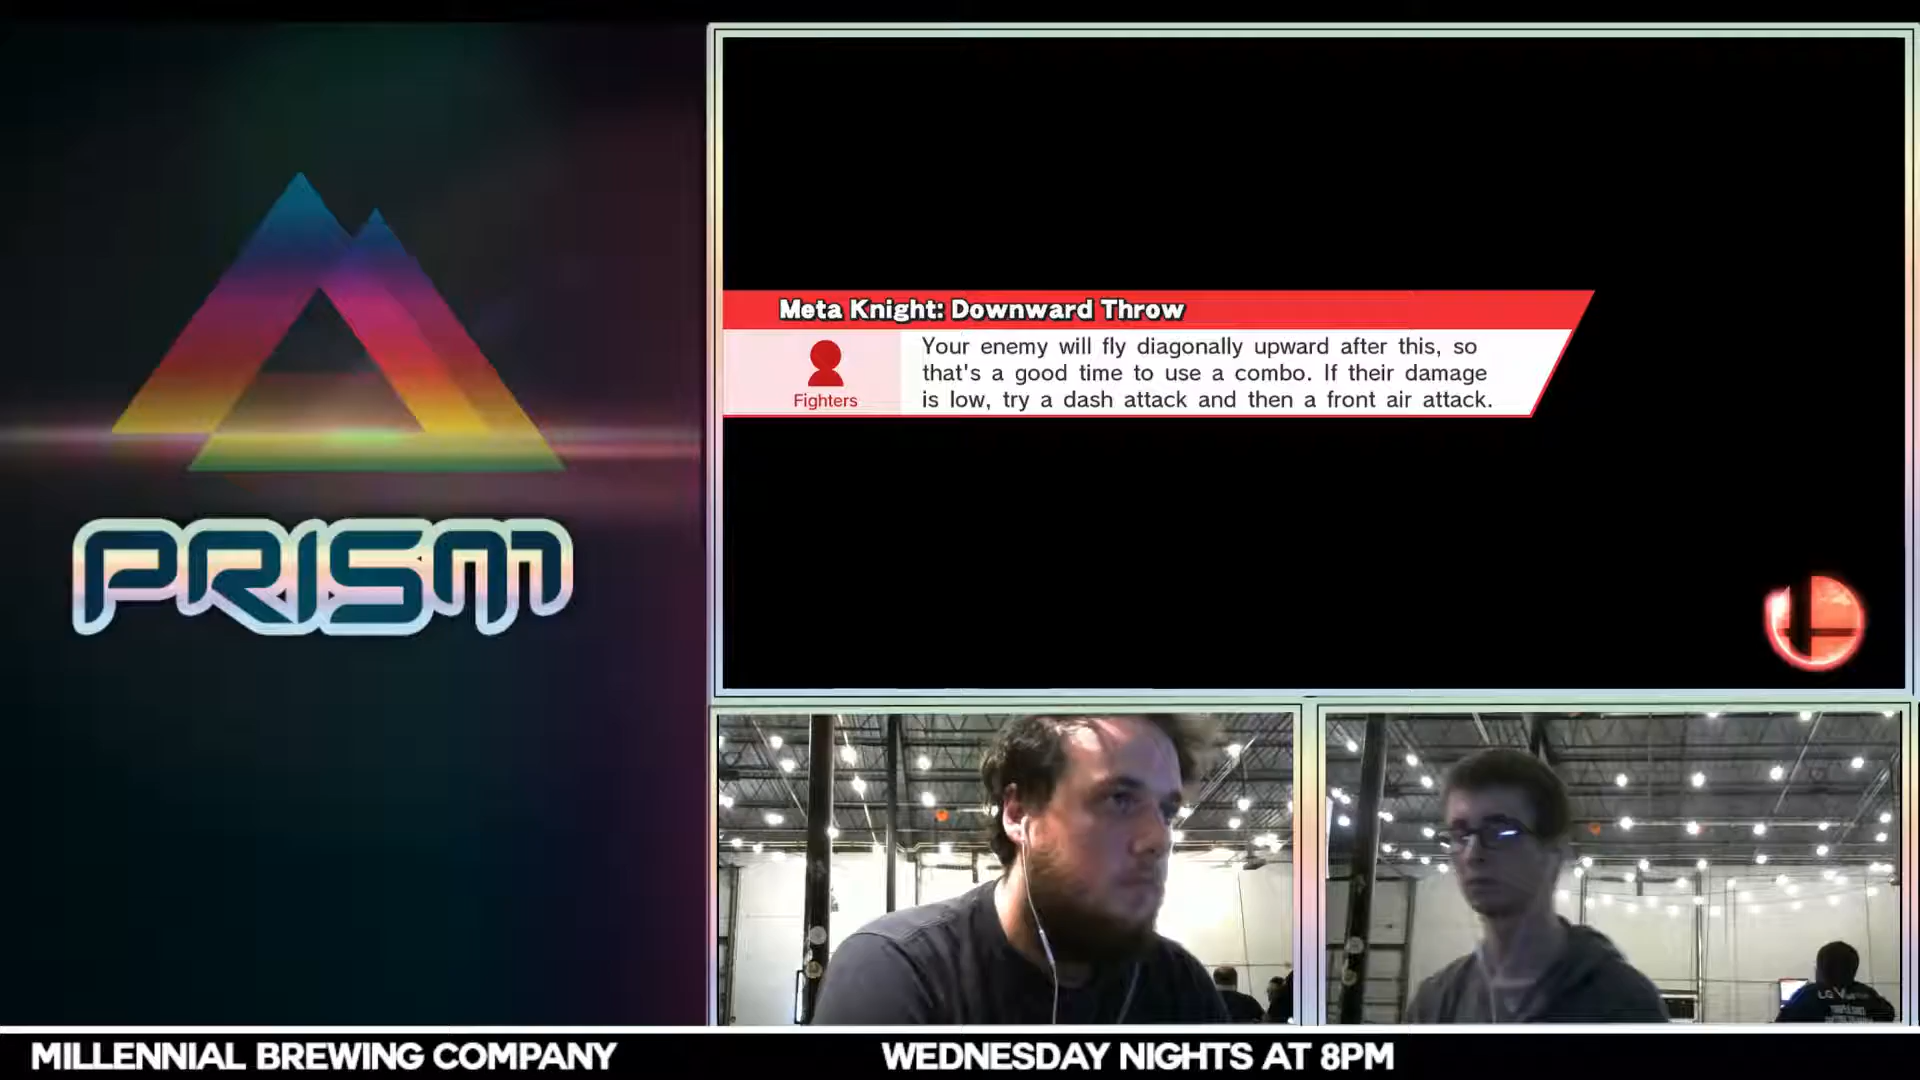 PRISM
Meta Knight: Downward Throw
Fighters
Your enemy will fly diagonally upward after this, so
that's a good time to use a combo. If their damage
is low, try a dash attack and then a front air attack.
MILLENNIAL BREWING COMPANY
WEDNESDAY NIGHTS AT 8PM